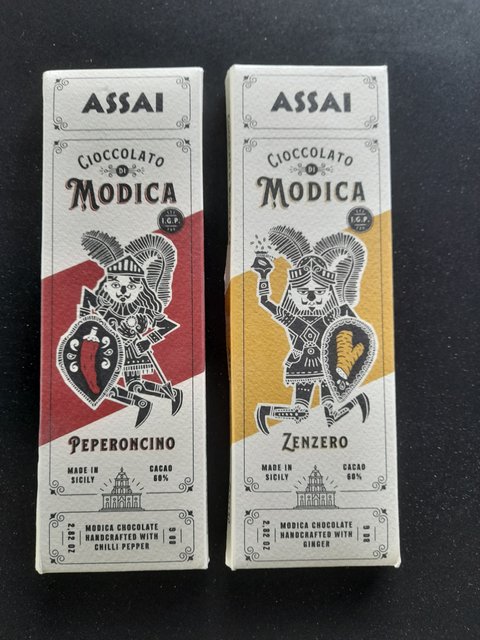 ASSAI
CIOCCOLATO
DI
MODICA
I.G.P.
PEPERONCINO
MADE IN
SICILY
CACAO
60%
2.82 OZ
MODICA CHOCOLATE
HANDCRAFTED WITH
CHILLI PEPPER
80 G
ASSAI
CIOCCOLATO
DI
MODICA
I.G.P.
ZENZERO
MADE IN
SICILY
CACAO
60%
2.82 OZ
MODICA CHOCOLATE
HANDCRAFTED WITH
GINGER
80 G